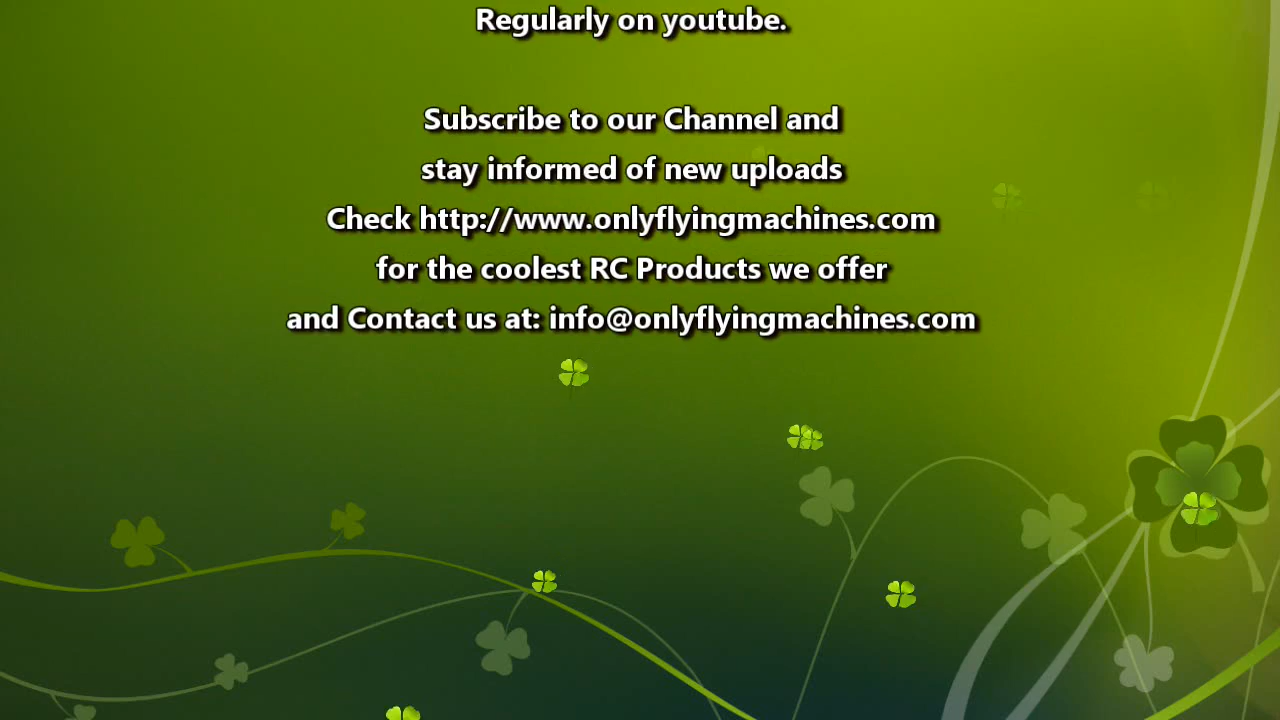 Regularly on youtube.
Subscribe to our Channel and
stay informed of new uploads
Check http://www.onlyflyingmachines.com
for the coolest RC Products we offer
and Contact us at: info@onlyflyingmachines.com